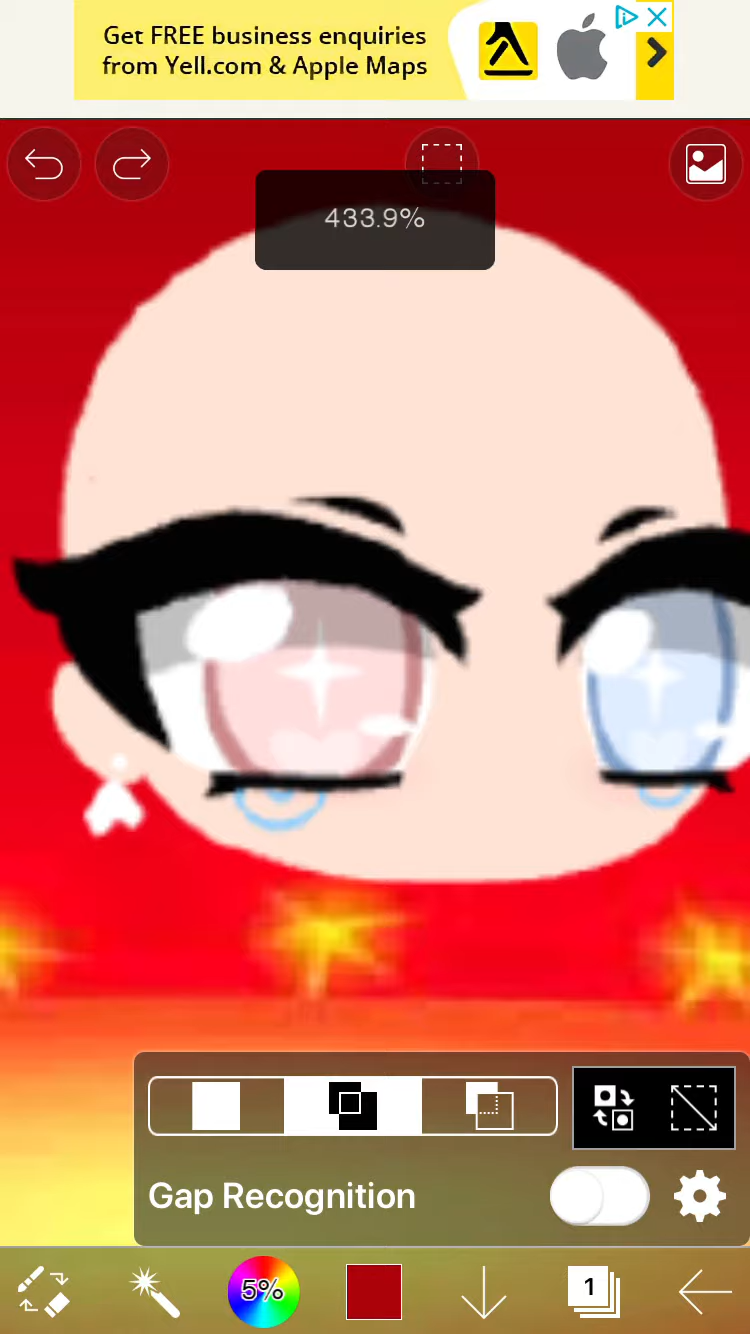 Get FREE business enquiries
from Yell.com & Apple Maps
433.9%
Gap Recognition
5%
1